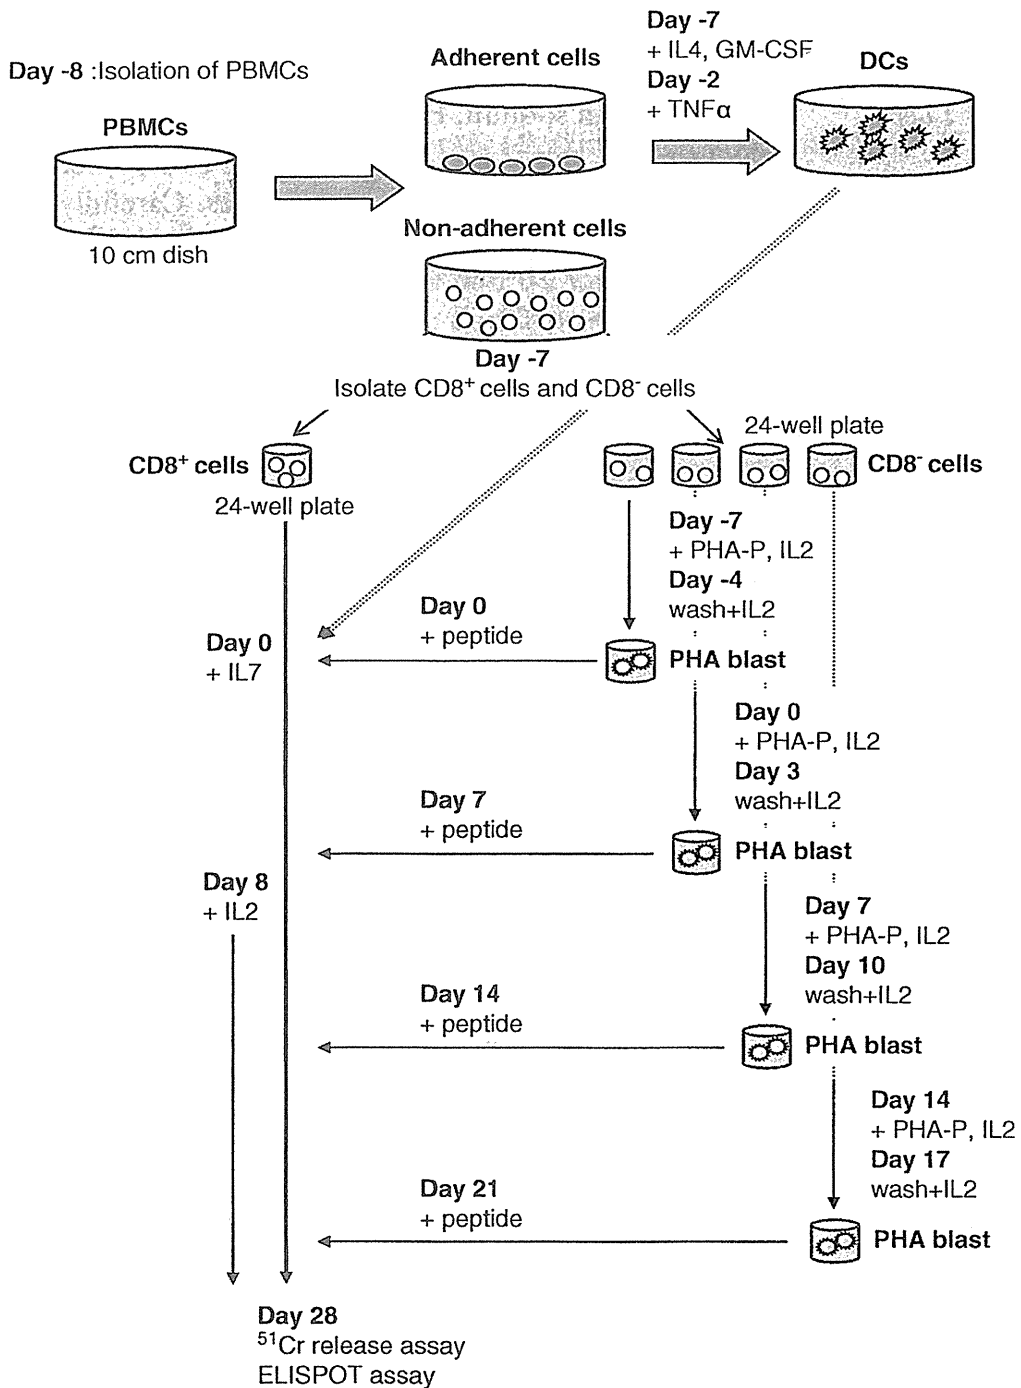 Day -8 :Isolation of PBMCs
PBMCs
10 cm dish
Adherent cells
Non-adherent cells
Day -7
+ IL4, GM-CSF
Day -2
+ TNFα
DCs
Day -7
Isolate CD8⁺ cells and CD8⁻ cells
CD8⁺ cells
24-well plate
24-well plate
CD8⁻ cells
Day -7
+ PHA-P, IL2
Day -4
wash+IL2
Day 0
+ peptide
Day 0
+ IL7
PHA blast
Day 0
+ PHA-P, IL2
Day 3
wash+IL2
Day 7
+ peptide
PHA blast
Day 8
+ IL2
Day 7
+ PHA-P, IL2
Day 10
wash+IL2
Day 14
+ peptide
PHA blast
Day 14
+ PHA-P, IL2
Day 17
wash+IL2
Day 21
+ peptide
PHA blast
Day 28
⁵¹Cr release assay
ELISPOT assay